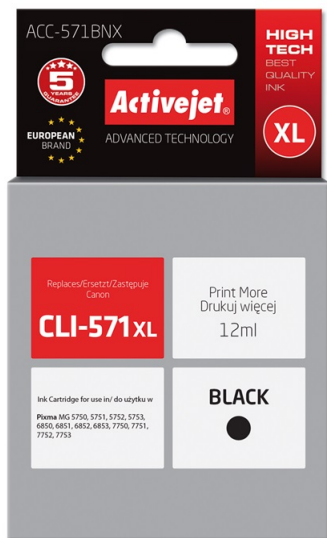 ACC-571BNX
5
YEARS
GUARANTEE
EUROPEAN
BRAND
Activejet®
ADVANCED TECHNOLOGY
HIGH
TECH
BEST
QUALITY
INK
XL
Replaces/Ersetzt/Zastępuje
Canon
CLI-571XL
Print More
Drukuj więcej
12ml
Ink Cartridge for use in/ do użytku w
Pixma MG 5750, 5751, 5752, 5753,
6850, 6851, 6852, 6853, 7750, 7751,
7752, 7753
BLACK